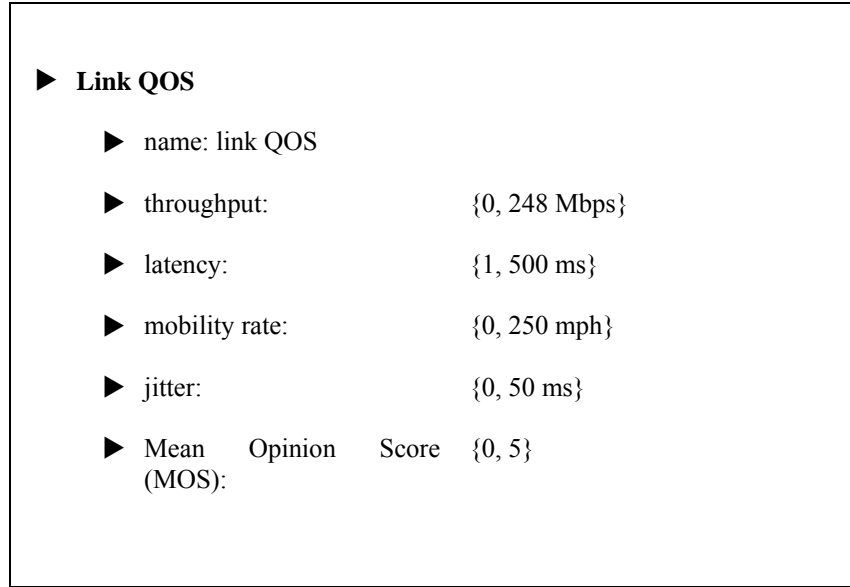 ▶ Link QOS
▶ name: link QOS
▶ throughput: {0, 248 Mbps}
▶ latency: {1, 500 ms}
▶ mobility rate: {0, 250 mph}
▶ jitter: {0, 50 ms}
▶ Mean Opinion Score {0, 5}
(MOS):